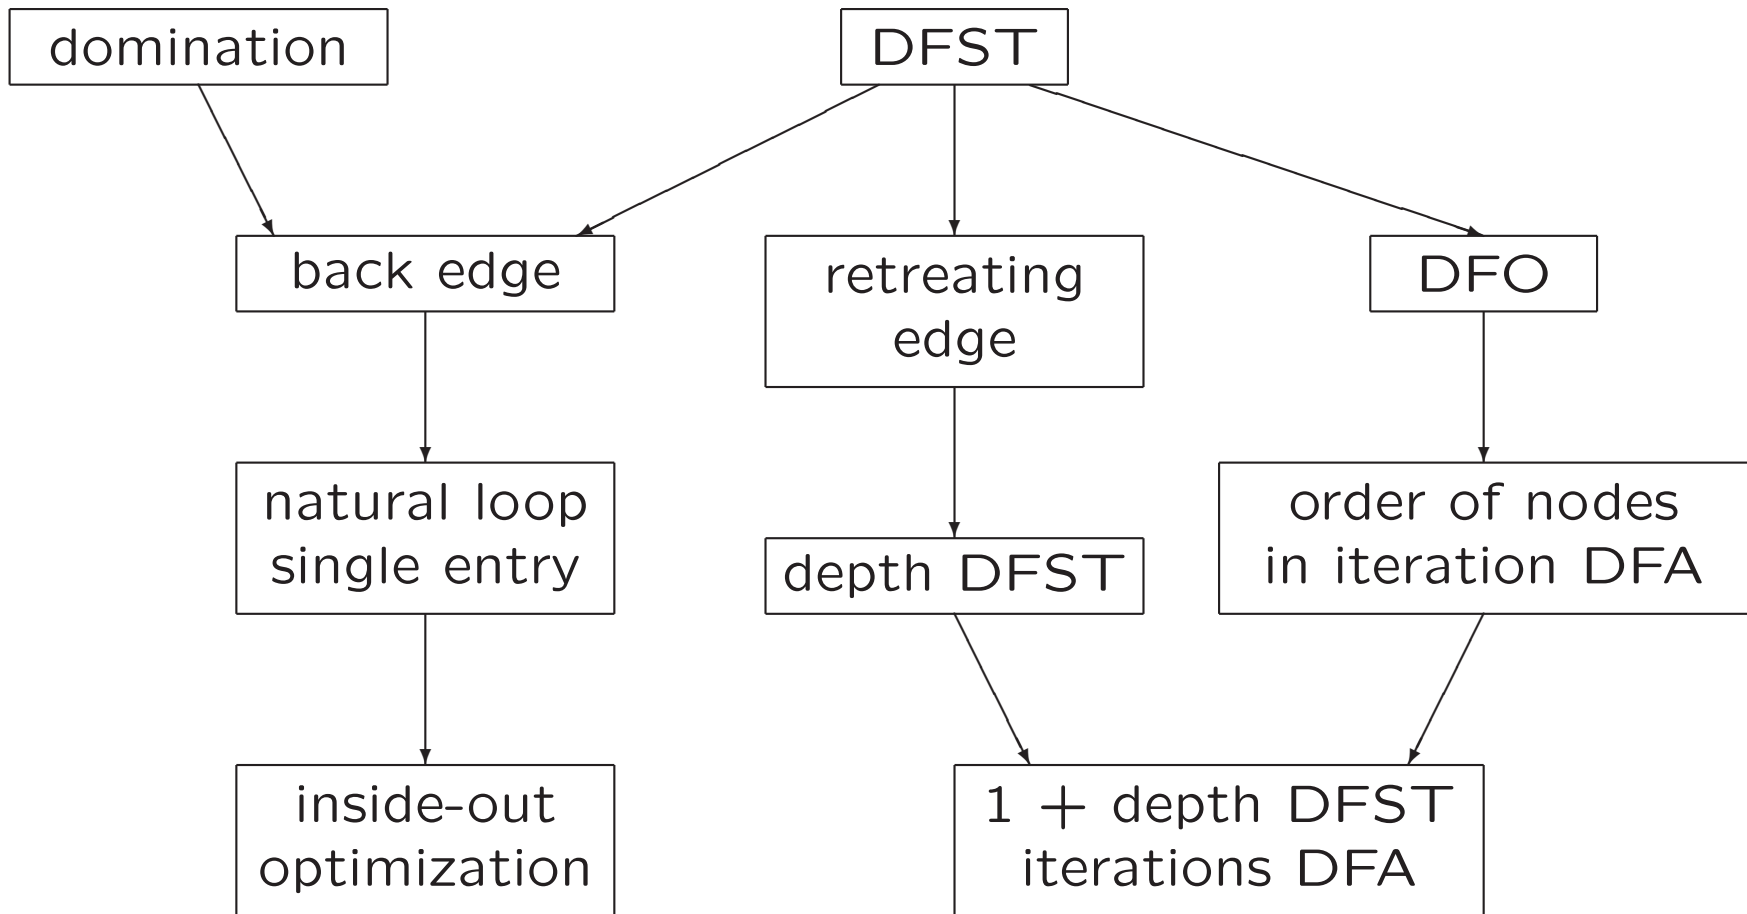 domination
DFST
back edge
retreating
edge
DFO
natural loop
single entry
depth DFST
order of nodes
in iteration DFA
inside-out
optimization
1 + depth DFST
iterations DFA